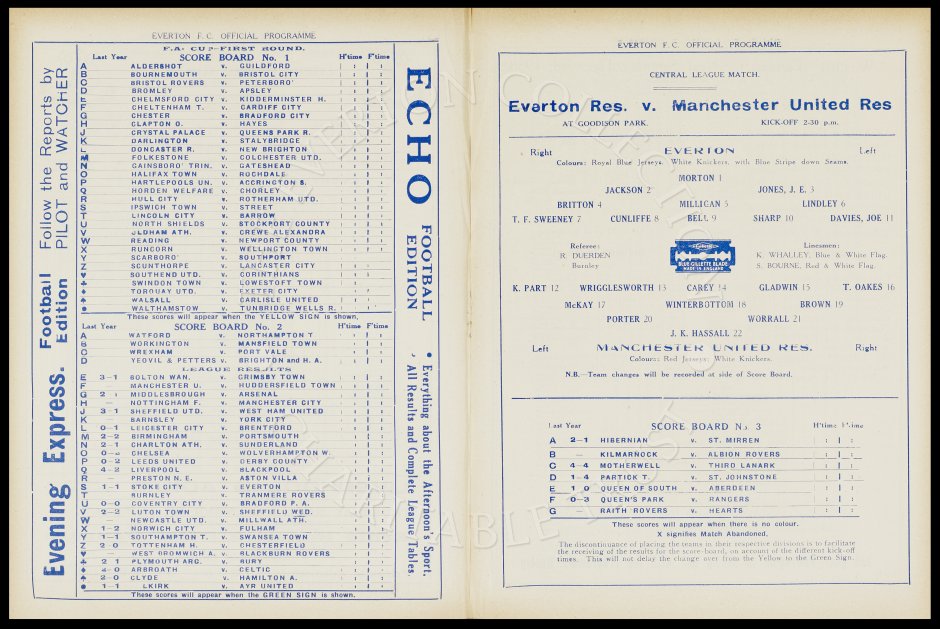 EVERTON F.C. OFFICIAL PROGRAMME
Evening Express. Football Edition
Follow the Reports by PILOT and WATCHER
F.A. CUP—FIRST ROUND.
Last Year SCORE BOARD No. 1 H'time F'time
A ALDERSHOT v. GUILDFORD
B BOURNEMOUTH v. BRISTOL CITY
C BRISTOL ROVERS v. PETERBORO'
D BROMLEY v. APSLEY
E CHELMSFORD CITY v. KIDDERMINSTER H.
F CHELTENHAM T. v. CARDIFF CITY
G CHESTER v. BRADFORD CITY
H CLAPTON O. v. HAYES
J CRYSTAL PALACE v. QUEENS PARK R.
K DARLINGTON v. STALYBRIDGE
L DONCASTER R. v. NEW BRIGHTON
M FOLKESTONE v. COLCHESTER UTD.
N GAINSBORO' TRIN. v. GATESHEAD
O HALIFAX TOWN v. ROCHDALE
P HARTLEPOOLS UN. v. ACCRINGTON S.
Q HORDEN WELFARE v. CHORLEY
R HULL CITY v. ROTHERHAM UTD.
S IPSWICH TOWN v. STREET
T LINCOLN CITY v. BARROW
U NORTH SHIELDS v. STOCKPORT COUNTY
V OLDHAM ATH. v. CREWE ALEXANDRA
W READING v. NEWPORT COUNTY
X RUNCORN v. WELLINGTON TOWN
Y SCARBORO' v. SOUTHPORT
Z SCUNTHORPE v. LANCASTER CITY
♥ SOUTHEND UTD. v. CORINTHIANS
♣ SWINDON TOWN v. LOWESTOFT TOWN
♦ TORQUAY UTD. v. EXETER CITY
♠ WALSALL v. CARLISLE UNITED
● WALTHAMSTOW v. TUNBRIDGE WELLS R.
These scores will appear when the YELLOW SIGN is shown,
Last Year SCORE BOARD No. 2 H'time F'time
A WATFORD v. NORTHAMPTON T
B WORKINGTON v. MANSFIELD TOWN
C WREXHAM v. PORT VALE
D YEOVIL & PETTERS v. BRIGHTON and H. A.
LEAGUE RESULTS
E 3—1 BOLTON WAN. v. GRIMSBY TOWN
F MANCHESTER U. v. HUDDERSFIELD TOWN
G 2 1 MIDDLESBROUGH v. ARSENAL
H — NOTTINGHAM F. v. MANCHESTER CITY
J 3—1 SHEFFIELD UTD. v. WEST HAM UNITED
K BARNSLEY v. YORK CITY
L 0—1 LEICESTER CITY v. BRENTFORD
M 2—2 BIRMINGHAM v. PORTSMOUTH
N 2—1 CHARLTON ATH. v. SUNDERLAND
O 0—2 CHELSEA v. WOLVERHAMPTON W.
P 0—2 LEEDS UNITED v. DERBY COUNTY
Q 4—2 LIVERPOOL v. BLACKPOOL
R — PRESTON N. E. v. ASTON VILLA
S 1—1 STOKE CITY v. EVERTON
T BURNLEY v. TRANMERE ROVERS
U 0—0 COVENTRY CITY v. BRADFORD P.A.
V 2—2 LUTON TOWN v. SHEFFIELD WED.
W — NEWCASTLE UTD. v. MILLWALL ATH.
X 1—2 NORWICH CITY v. FULHAM
Y 1—1 SOUTHAMPTON T. v. SWANSEA TOWN
Z 2—0 TOTTENHAM H. v. CHESTERFIELD
♥ WEST BROMWICH A. v. BLACKBURN ROVERS
♣ 2 1 PLYMOUTH ARG. v. BURY
♦ 2—0 ARBROATH v. CELTIC
♠ 2—0 CLYDE v. HAMILTON A.
● 1—1 LKIRK v. AYR UNITED
These scores will appear when the GREEN SIGN is shown.
ECHO FOOTBALL EDITION
● Everything about the Afternoon's Sport.
All Results and Complete League Tables.
EVERTON F.C. OFFICIAL PROGRAMME
CENTRAL LEAGUE MATCH.
Everton Res. v. Manchester United Res
AT GOODISON PARK. KICK-OFF 2-30 p.m.
Right EVERTON Left
Colours: Royal Blue Jerseys, White Knickers, with Blue Stripe down Seams.
MORTON 1
JACKSON 2 JONES, J. E. 3
BRITTON 4 MILLICAN 5 LINDLEY 6
T. F. SWEENEY 7 CUNLIFFE 8 BELL 9 SHARP 10 DAVIES, JOE 11
Referee: R. DUERDEN Burnley
Gillette
BLUE GILLETTE BLADE
MADE IN ENGLAND
Linesmen:
K. WHALLEY, Blue & White Flag.
S. BOURNE, Red & White Flag.
K. PART 12 WRIGGLESWORTH 13 CAREY 14 GLADWIN 15 T. OAKES 16
McKAY 17 WINTERBOTTOM 18 BROWN 19
PORTER 20 WORRALL 21
J. K. HASSALL 22
Left MANCHESTER UNITED RES. Right
Colours: Red Jerseys; White Knickers.
N.B.—Team changes will be recorded at side of Score Board.
Last Year SCORE BOARD No. 3 H'time F'time
A 2—1 HIBERNIAN v. ST. MIRREN
B — KILMARNOCK v. ALBION ROVERS
C 4—4 MOTHERWELL v. THIRD LANARK
D 1—4 PARTICK T. v. ST. JOHNSTONE
E 1 0 QUEEN OF SOUTH v. ABERDEEN
F 0—3 QUEEN'S PARK v. RANGERS
G RAITH ROVERS v. HEARTS
These scores will appear when there is no colour.
X signifies Match Abandoned.
The discontinuance of placing the teams in their respective divisions is to facilitate
the receiving of the results for the score-board, on account of the different kick-off
times. This will not delay the change over from the Yellow to the Green Sign.